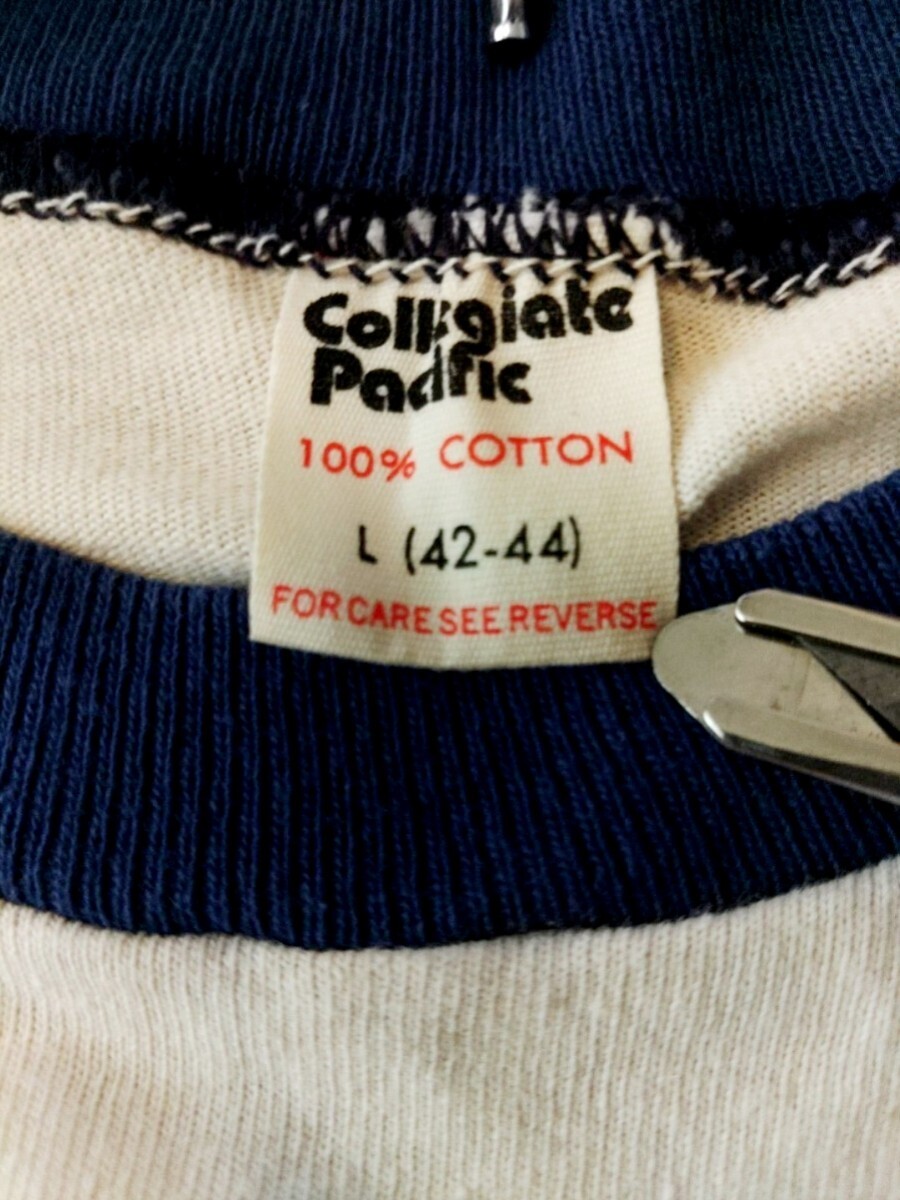 Collegiate
Pacific
100% COTTON
L (42-44)
FOR CARE SEE REVERSE